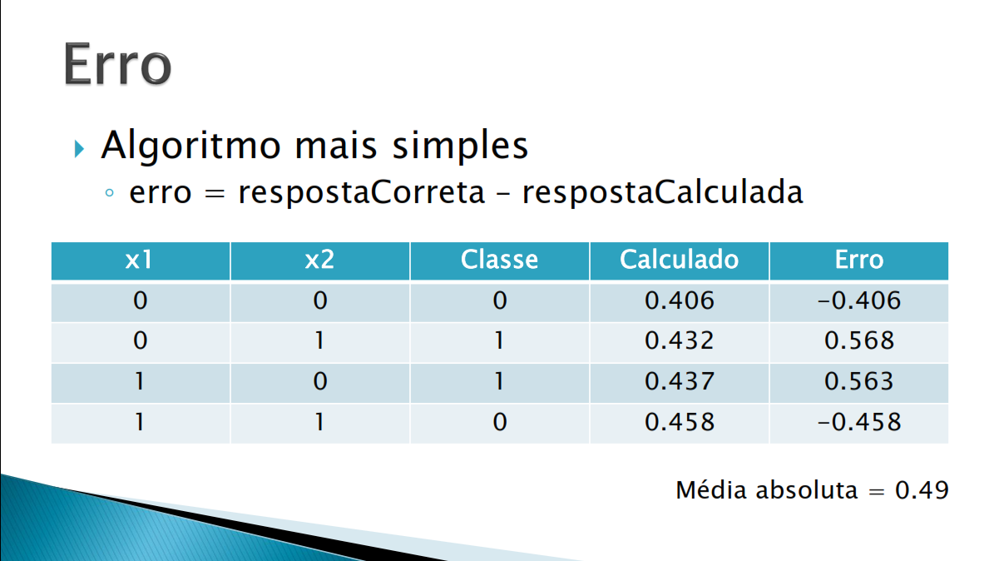 Erro
Algoritmo mais simples
erro = respostaCorreta – respostaCalculada
x1 x2 Classe Calculado Erro
0 0 0 0.406 -0.406
0 1 1 0.432 0.568
1 0 1 0.437 0.563
1 1 0 0.458 -0.458
Média absoluta = 0.49